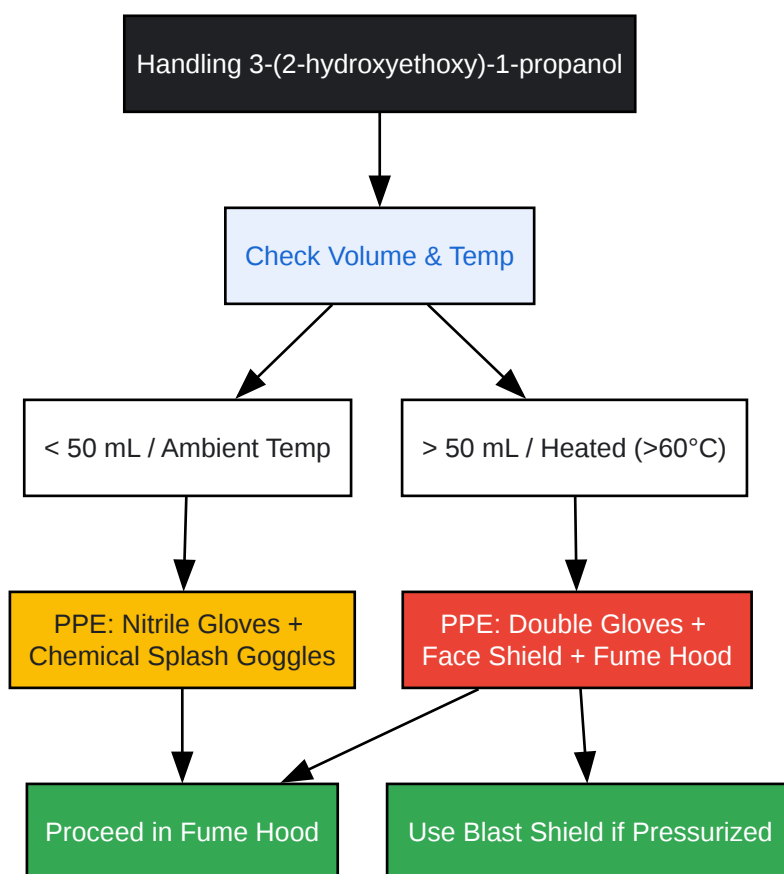 Handling 3-(2-hydroxyethoxy)-1-propanol
Check Volume & Temp
< 50 mL / Ambient Temp
> 50 mL / Heated (>60°C)
PPE: Nitrile Gloves +
Chemical Splash Goggles
PPE: Double Gloves +
Face Shield + Fume Hood
Proceed in Fume Hood
Use Blast Shield if Pressurized